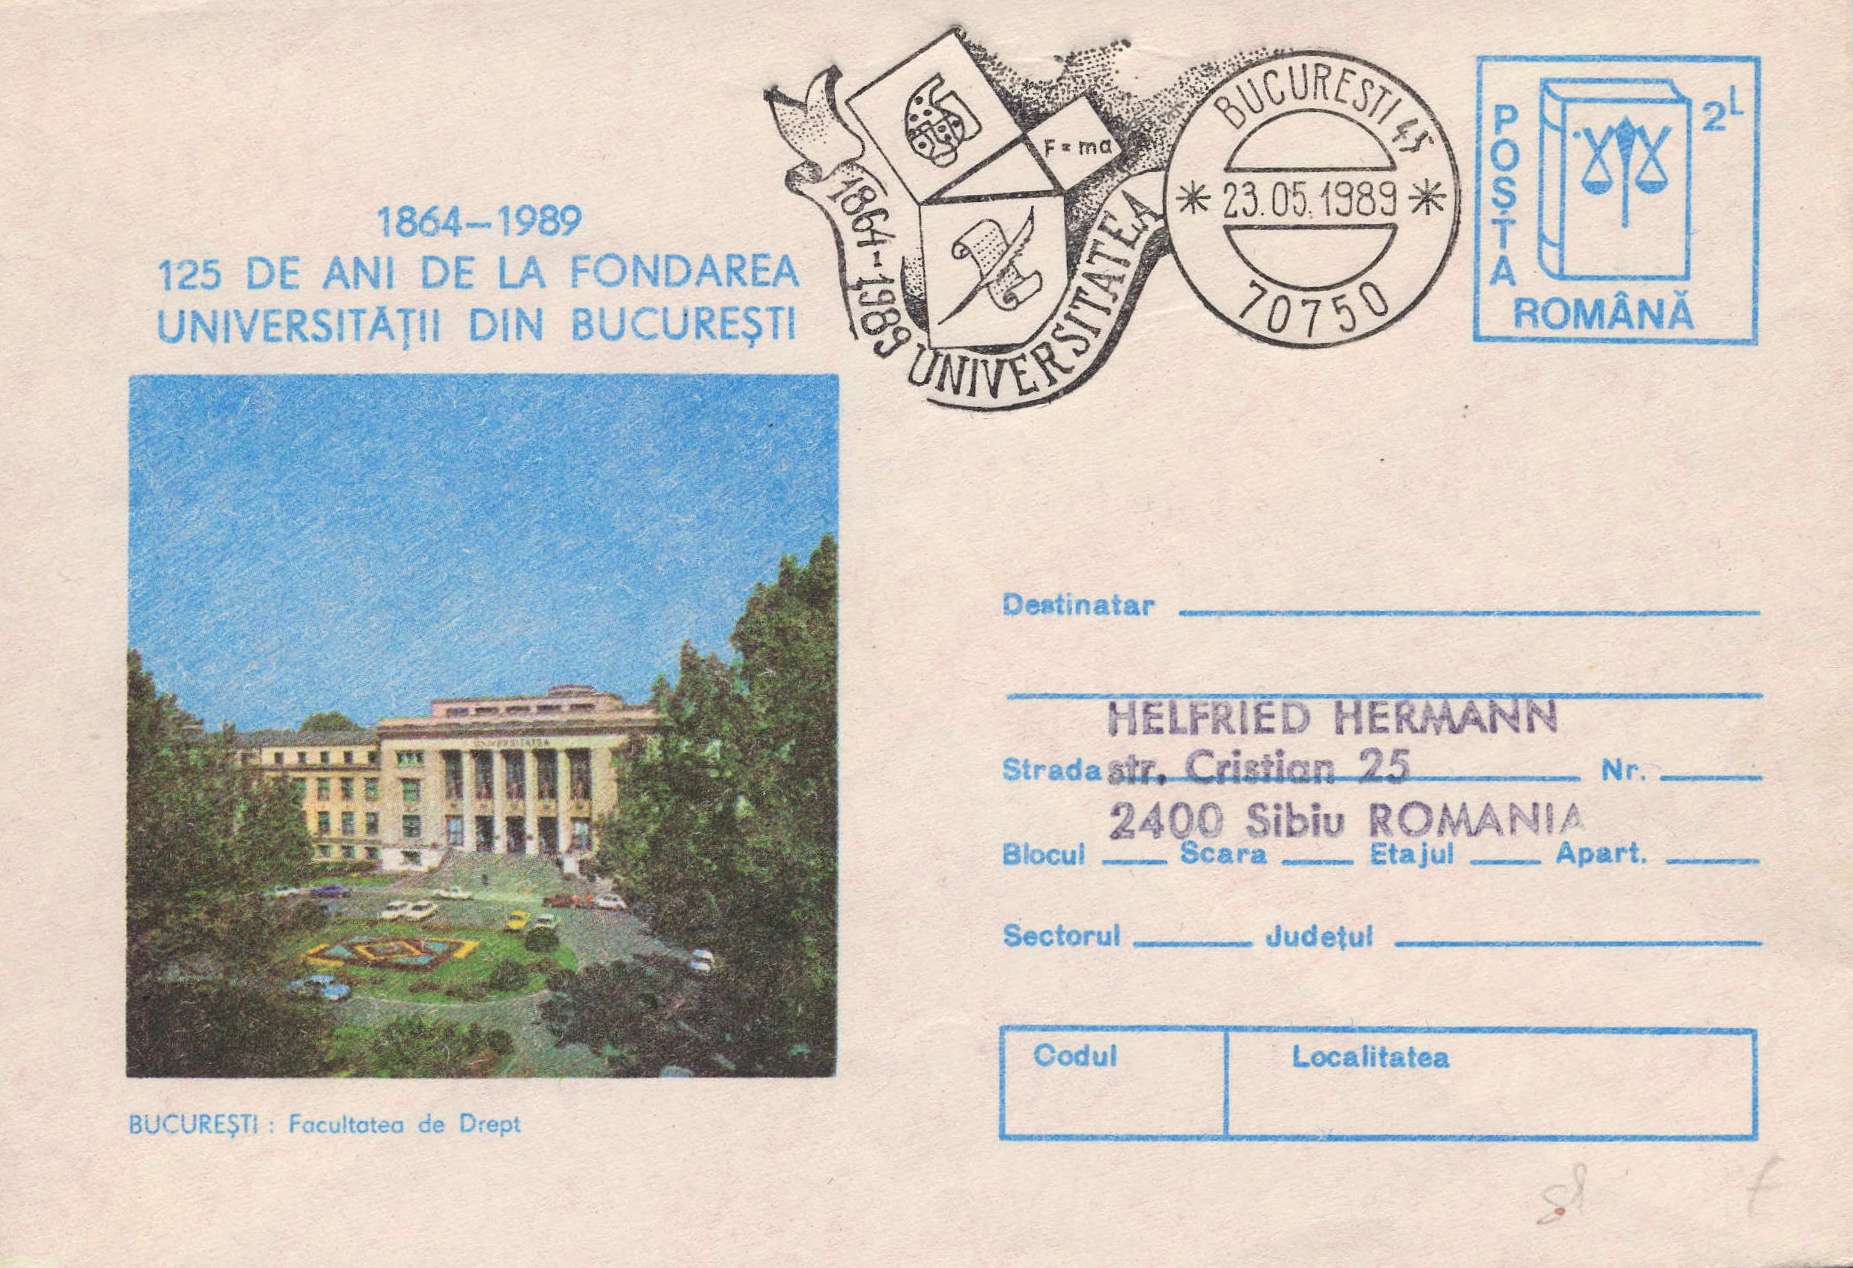 1864–1989
125 DE ANI DE LA FONDAREA
UNIVERSITĂȚII DIN BUCUREȘTI
F = ma
1864-1989 UNIVERSITATEA
BUCURESTI 45
* 23.05.1989 *
70750
POȘTA
ROMÂNĂ
2L
UNIVERSITATEA
BUCUREȘTI : Facultatea de Drept
Destinatar
HELFRIED HERMANN
Strada str. Cristian 25 Nr.
2400 Sibiu ROMANIA
Blocul Scara Etajul Apart.
Sectorul Județul
Codul Localitatea